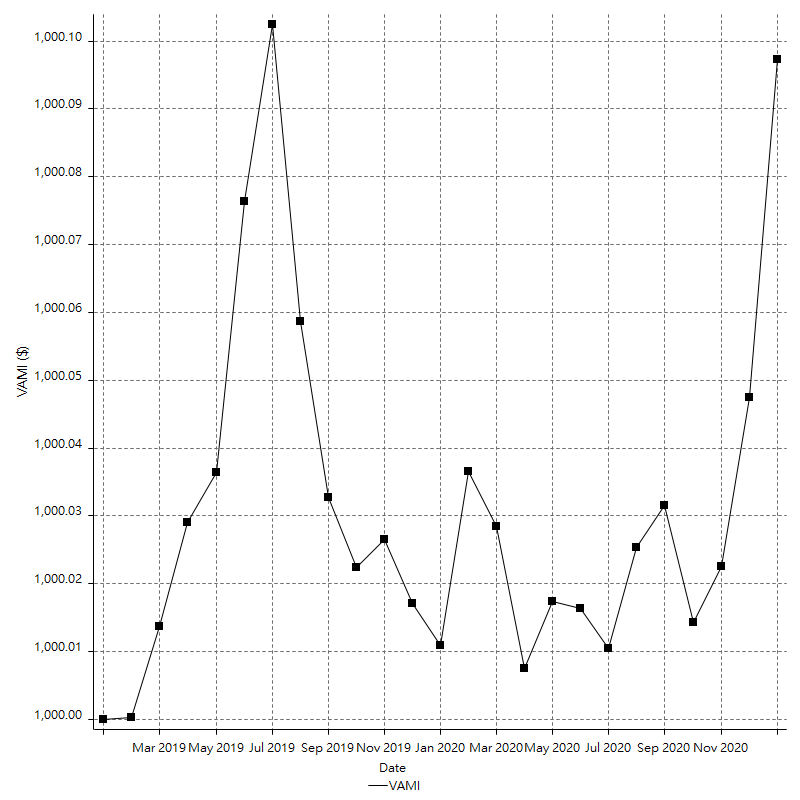 1,000.10
1,000.09
1,000.08
1,000.07
1,000.06
1,000.05
1,000.04
1,000.03
1,000.02
1,000.01
1,000.00
VAMI ($)
Mar 2019 May 2019 Jul 2019 Sep 2019 Nov 2019 Jan 2020 Mar 2020 May 2020 Jul 2020 Sep 2020 Nov 2020
Date
VAMI